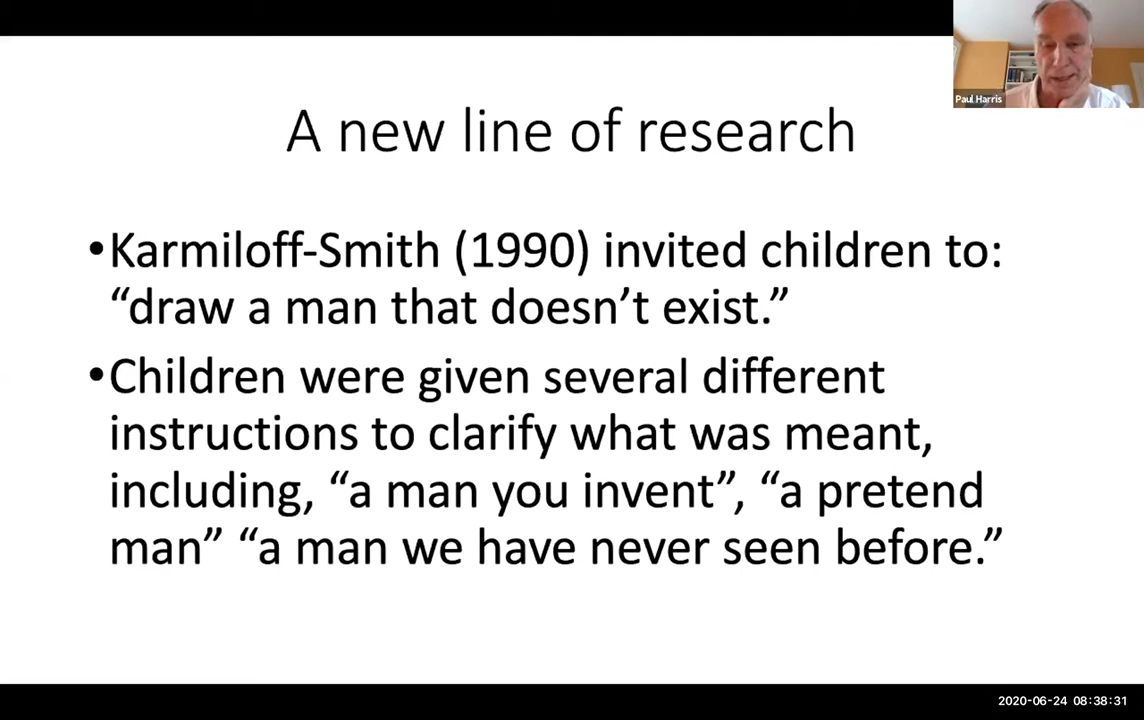 Paul Harris
A new line of research
•Karmiloff-Smith (1990) invited children to:
“draw a man that doesn’t exist.”
•Children were given several different
instructions to clarify what was meant,
including, “a man you invent”, “a pretend
man” “a man we have never seen before.”
2020-06-24 08:38:31